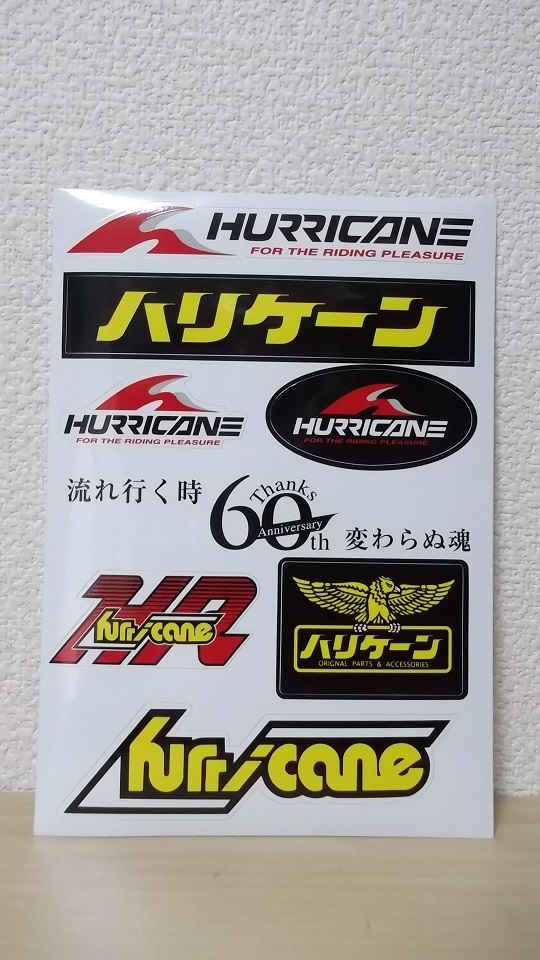 HURRICANE
FOR THE RIDING PLEASURE
ハリケーン
HURRICANE
FOR THE RIDING PLEASURE
HURRICANE
FOR THE RIDING PLEASURE
流れ行く時
Thanks
60th
Anniversary
変わらぬ魂
HR
hurricane
ハリケーン
ORIGNAL PARTS & ACCESSORIES
hurricane